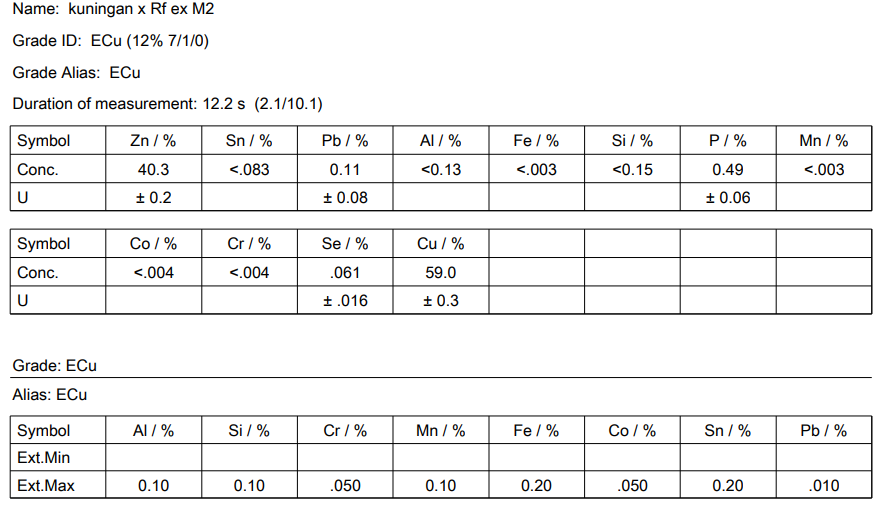 Name: kuningan x Rf ex M2
Grade ID: ECu (12% 7/1/0)
Grade Alias: ECu
Duration of measurement: 12.2 s (2.1/10.1)
Symbol Zn / % Sn / % Pb / % Al / % Fe / % Si / % P / % Mn / %
Conc. 40.3 <.083 0.11 <0.13 <.003 <0.15 0.49 <.003
U ± 0.2 ± 0.08 ± 0.06
Symbol Co / % Cr / % Se / % Cu / %
Conc. <.004 <.004 .061 59.0
U ± .016 ± 0.3
Grade: ECu
Alias: ECu
Symbol Al / % Si / % Cr / % Mn / % Fe / % Co / % Sn / % Pb / %
Ext.Min
Ext.Max 0.10 0.10 .050 0.10 0.20 .050 0.20 .010